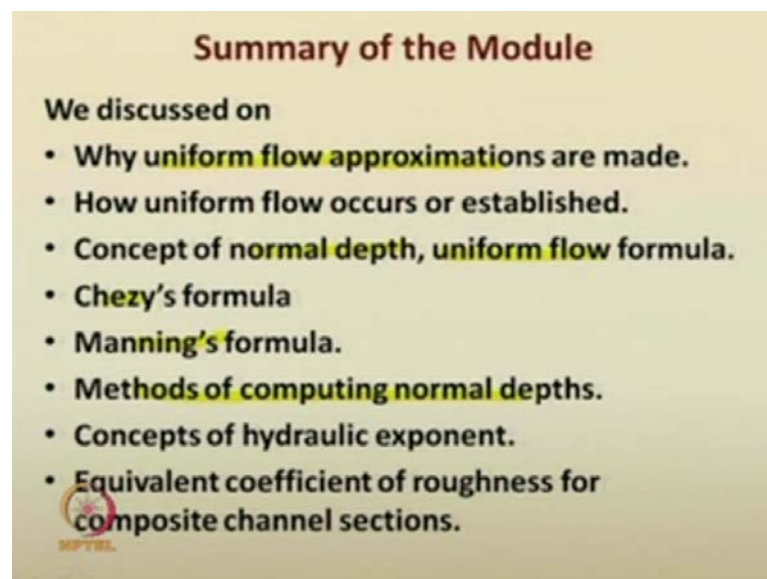 Summary of the Module
We discussed on
• Why uniform flow approximations are made.
• How uniform flow occurs or established.
• Concept of normal depth, uniform flow formula.
• Chezy's formula
• Manning's formula.
• Methods of computing normal depths.
• Concepts of hydraulic exponent.
• Equivalent coefficient of roughness for
composite channel sections.
NPTEL